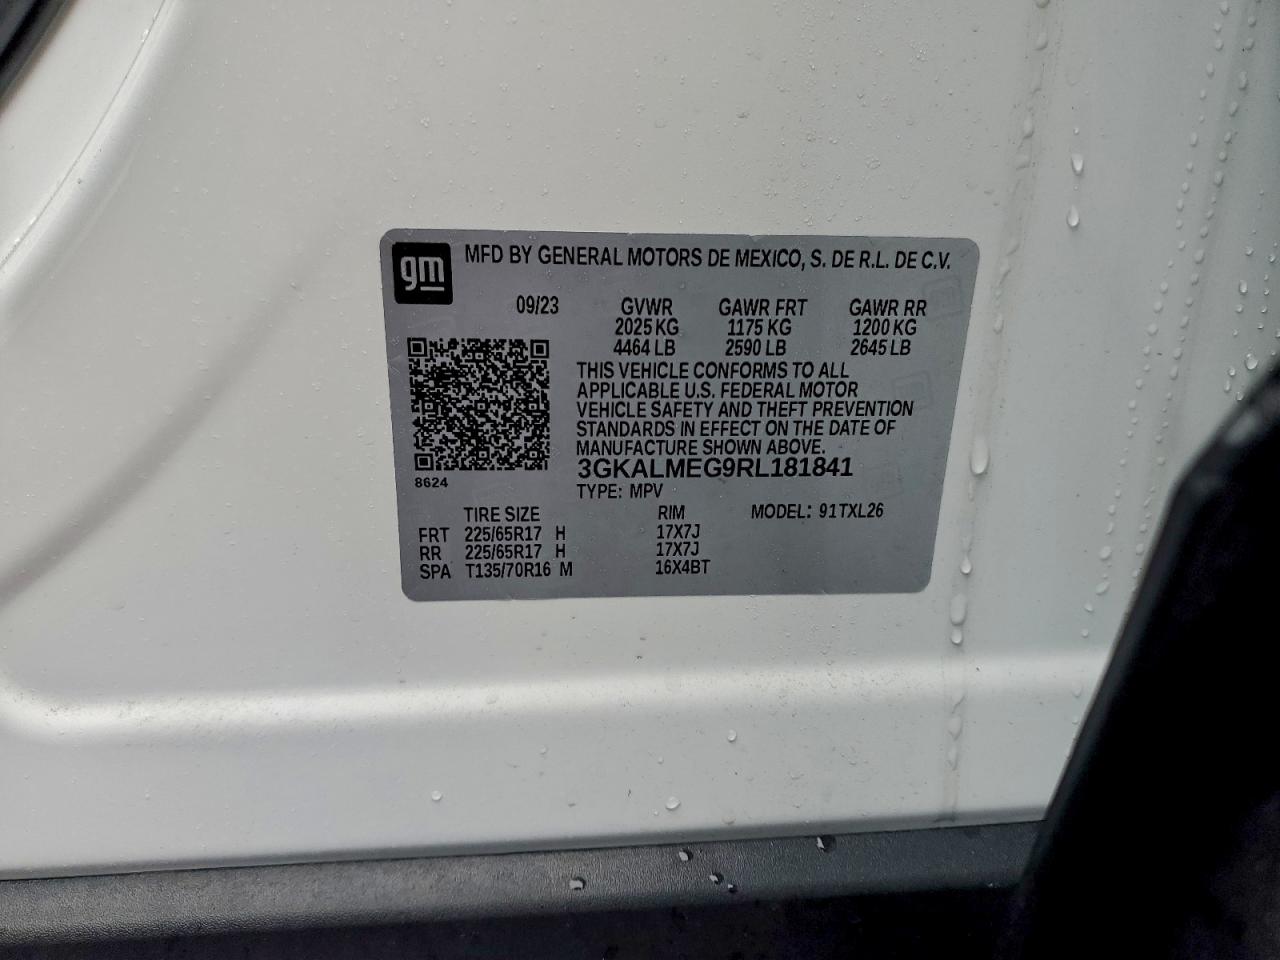 gm
MFD BY GENERAL MOTORS DE MEXICO, S. DE R.L. DE C.V.
09/23 GVWR GAWR FRT GAWR RR
2025 KG 1175 KG 1200 KG
4464 LB 2590 LB 2645 LB
THIS VEHICLE CONFORMS TO ALL
APPLICABLE U.S. FEDERAL MOTOR
VEHICLE SAFETY AND THEFT PREVENTION
STANDARDS IN EFFECT ON THE DATE OF
MANUFACTURE SHOWN ABOVE.
3GKALMEG9RL181841
8624
TYPE: MPV
TIRE SIZE RIM MODEL: 91TXL26
FRT 225/65R17 H 17X7J
RR 225/65R17 H 17X7J
SPA T135/70R16 M 16X4BT